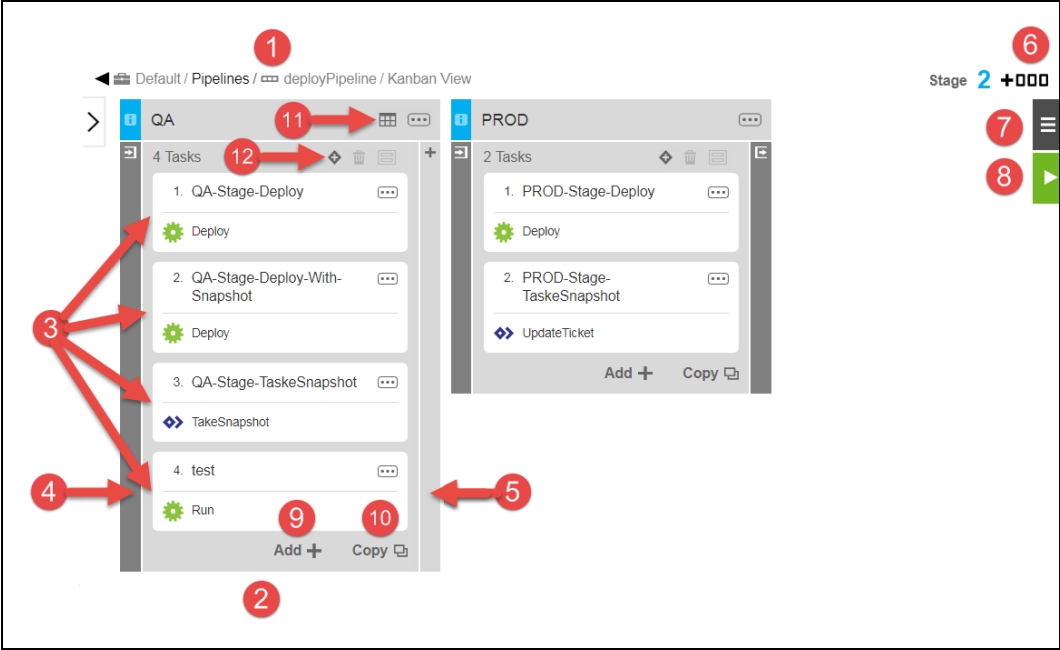 1
6
Default / Pipelines / deployPipeline / Kanban View
Stage 2
7
8
QA
11
4 Tasks
12
1. QA-Stage-Deploy
Deploy
2. QA-Stage-Deploy-With-
Snapshot
Deploy
3
3. QA-Stage-TaskeSnapshot
TakeSnapshot
4. test
Run
4
5
9
10
Add
Copy
2
PROD
2 Tasks
1. PROD-Stage-Deploy
Deploy
2. PROD-Stage-
TaskeSnapshot
UpdateTicket
Add
Copy